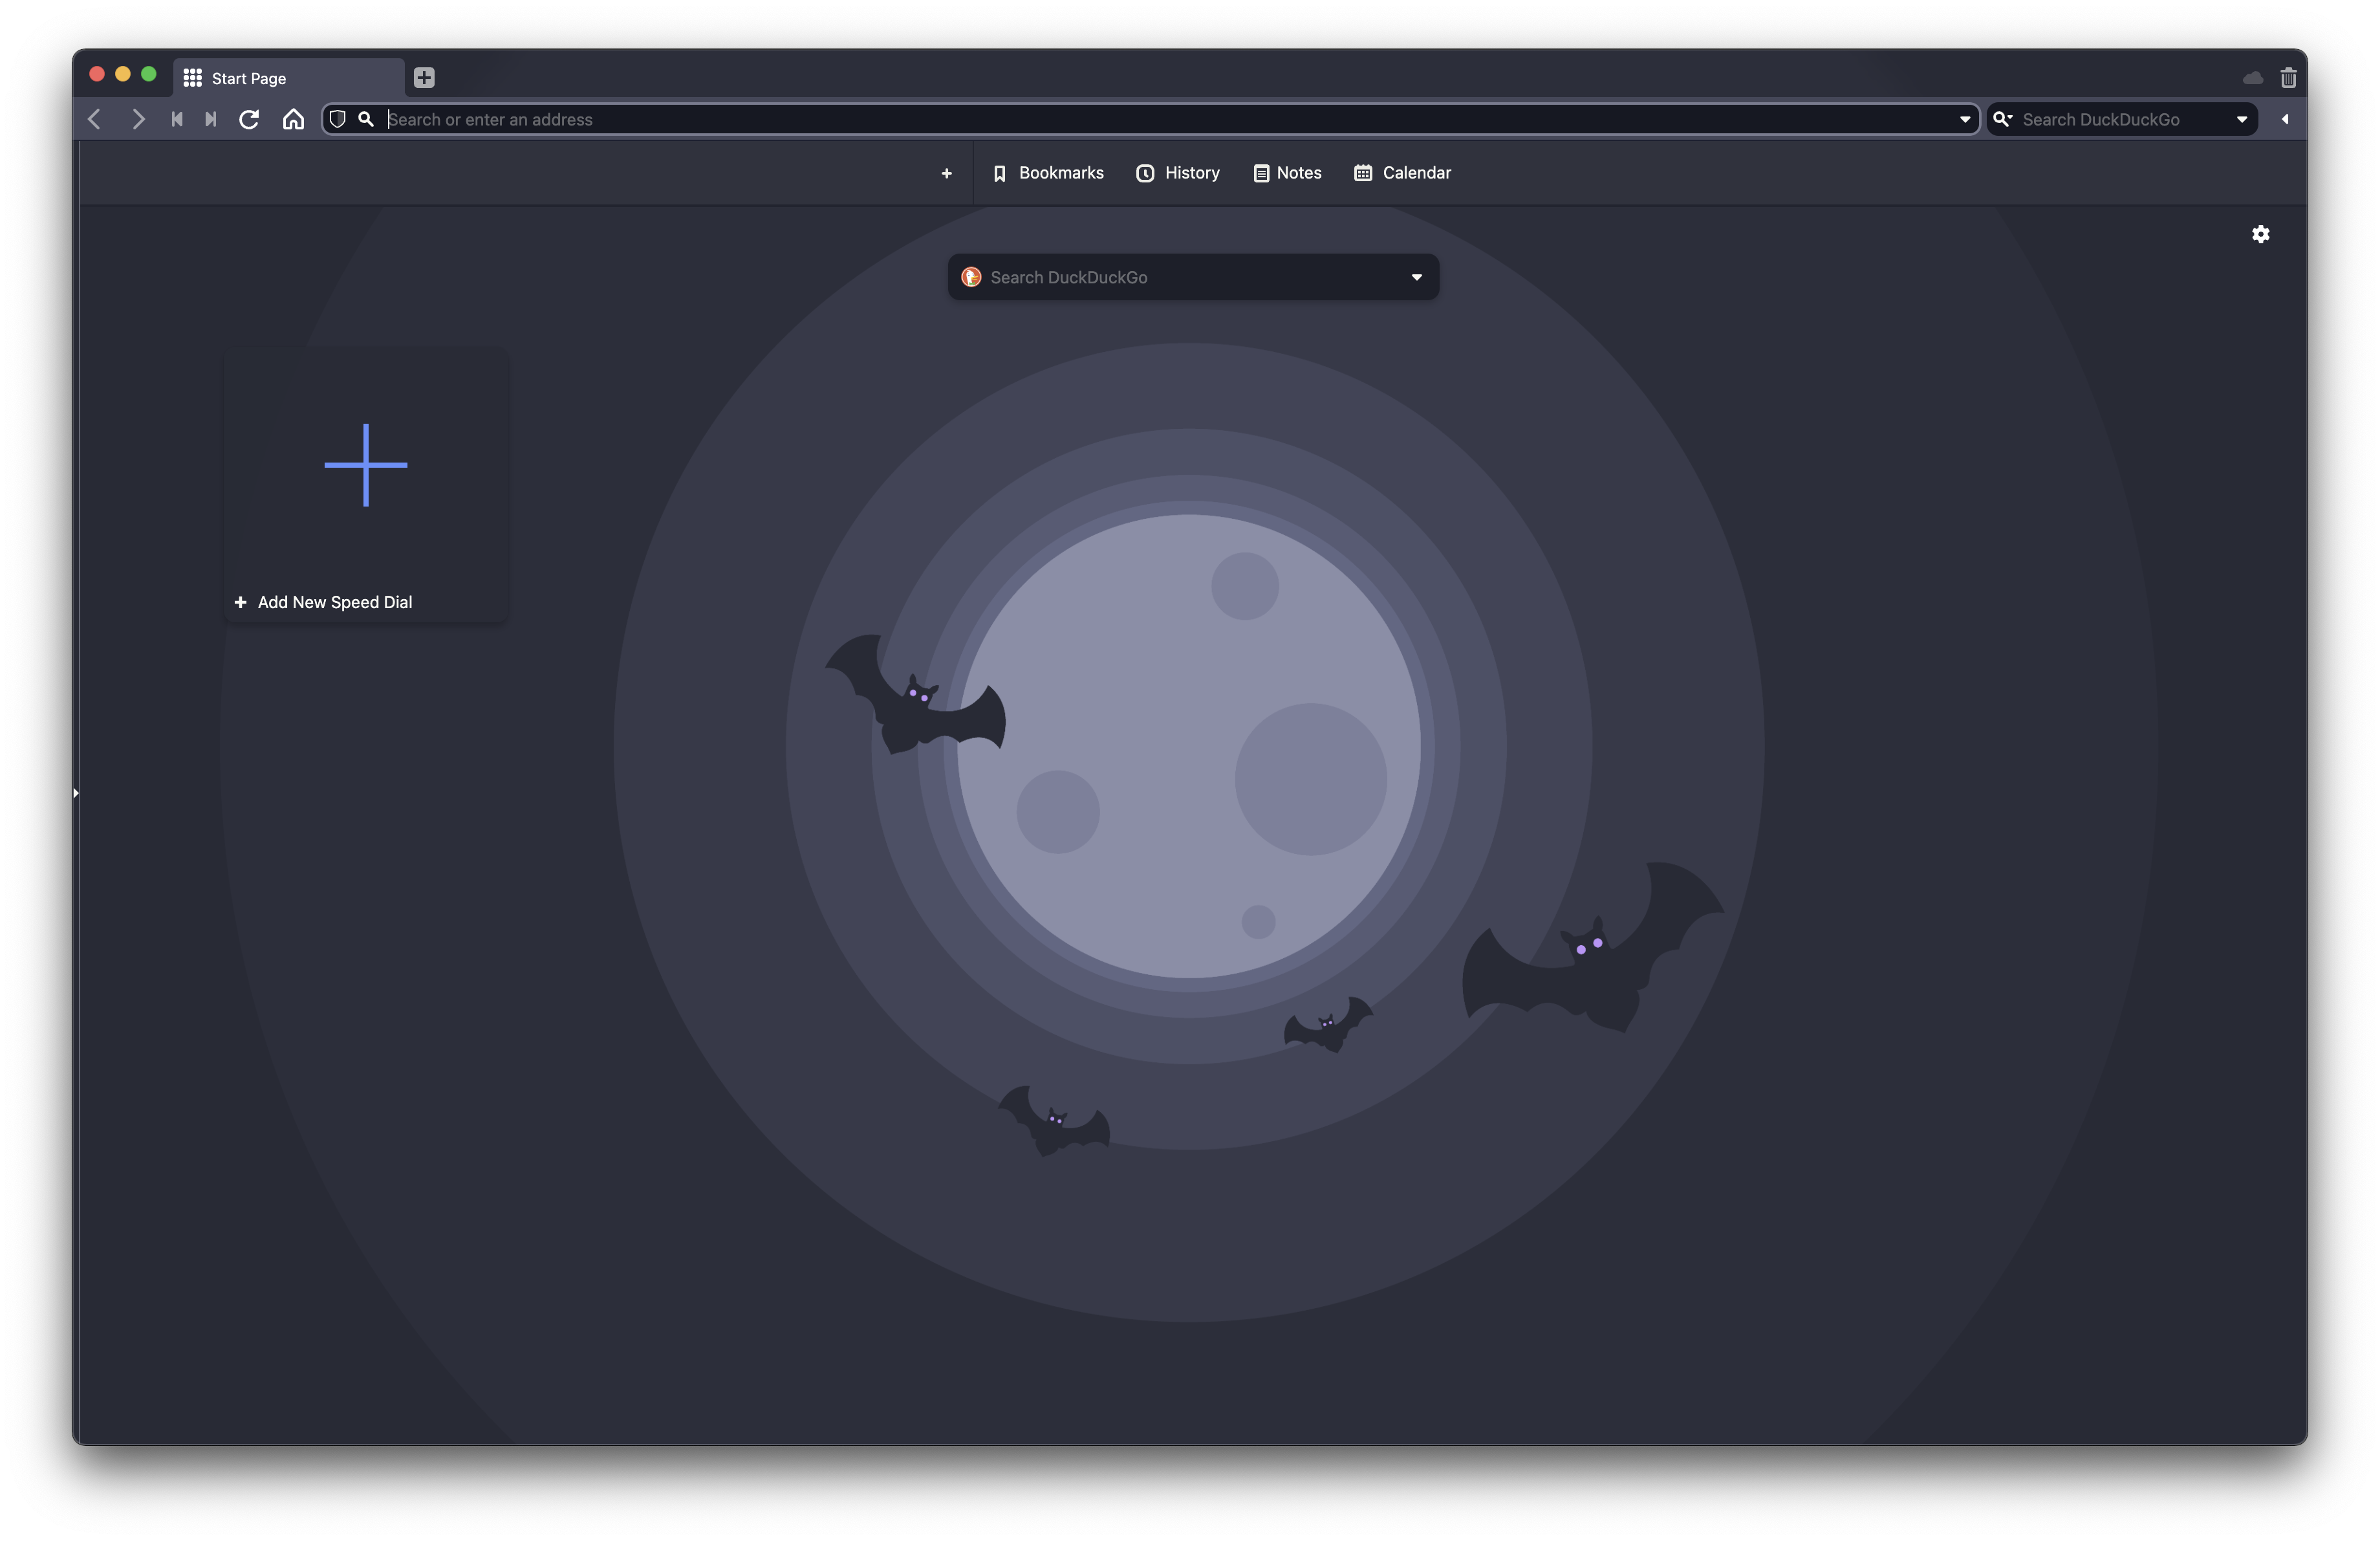 Start Page
Search or enter an address
Search DuckDuckGo
Bookmarks
History
Notes
Calendar
Search DuckDuckGo
Add New Speed Dial